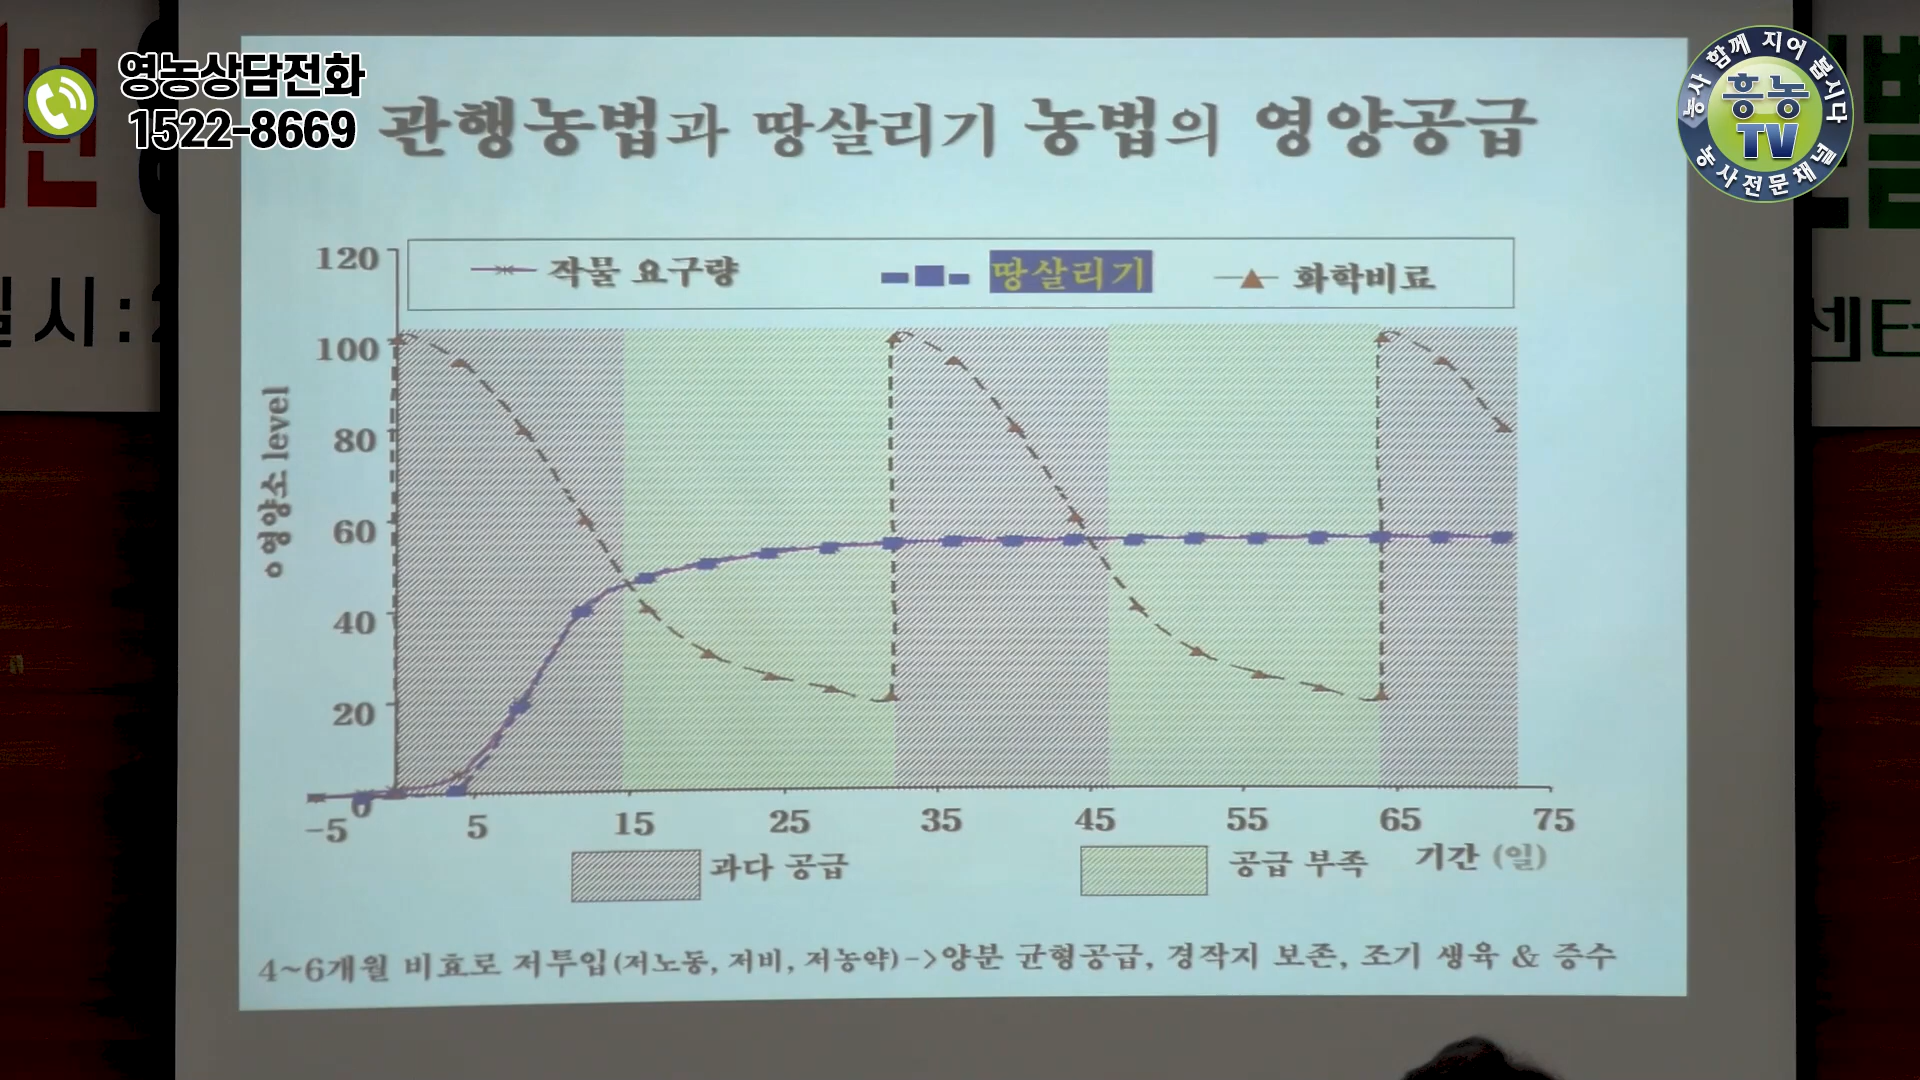 영농상담전화
1522-8669
농사 함께 지어 봅시다
흥농
TV
농사전문채널
년
시:
센터
관행농법과 땅살리기 농법의 영양공급
작물 요구량
땅살리기
화학비료
영양소 level
120
100
80
60
40
20
0
-5 5 15 25 35 45 55 65 75
기간 (일)
과다 공급
공급 부족
4~6개월 비효로 저투입(저노동, 저비, 저농약)->양분 균형공급, 경작지 보존, 조기 생육 & 증수